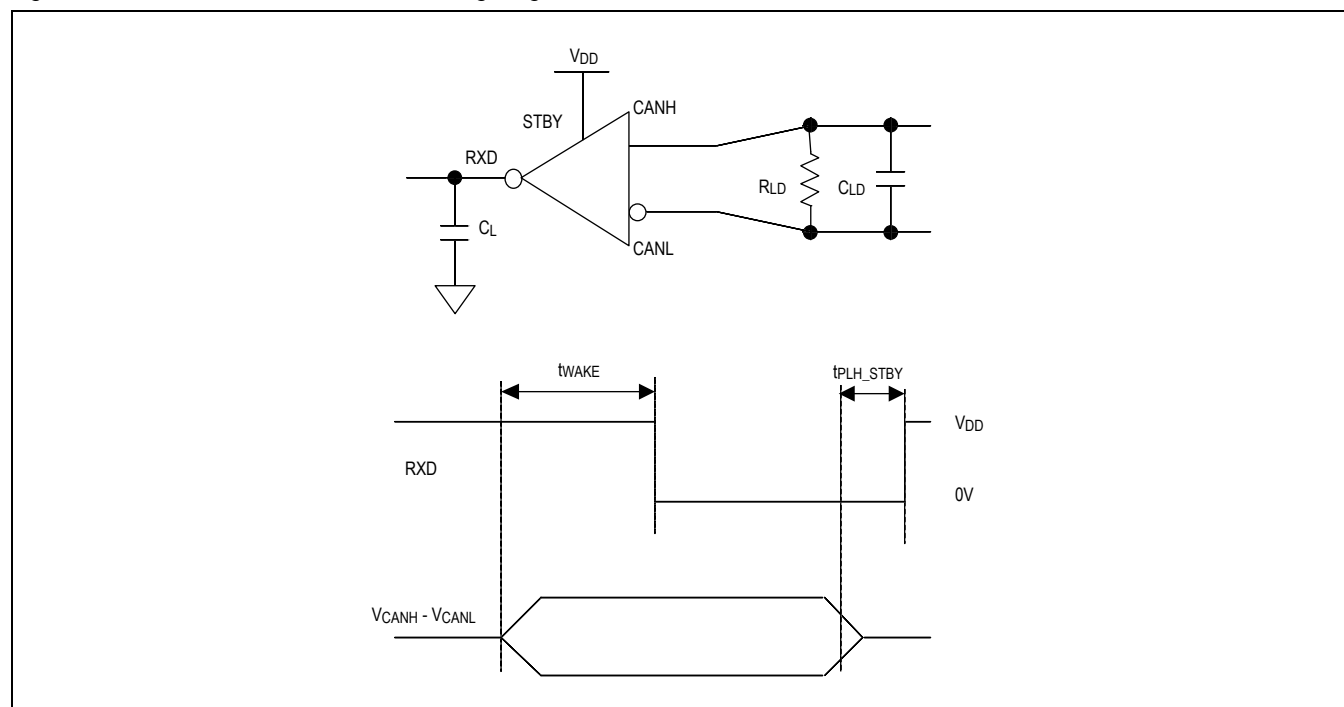 VDD
CANH
STBY
RXD
RLD
CLD
CL
CANL
tWAKE
tPLH_STBY
VDD
RXD
0V
VCANH - VCANL